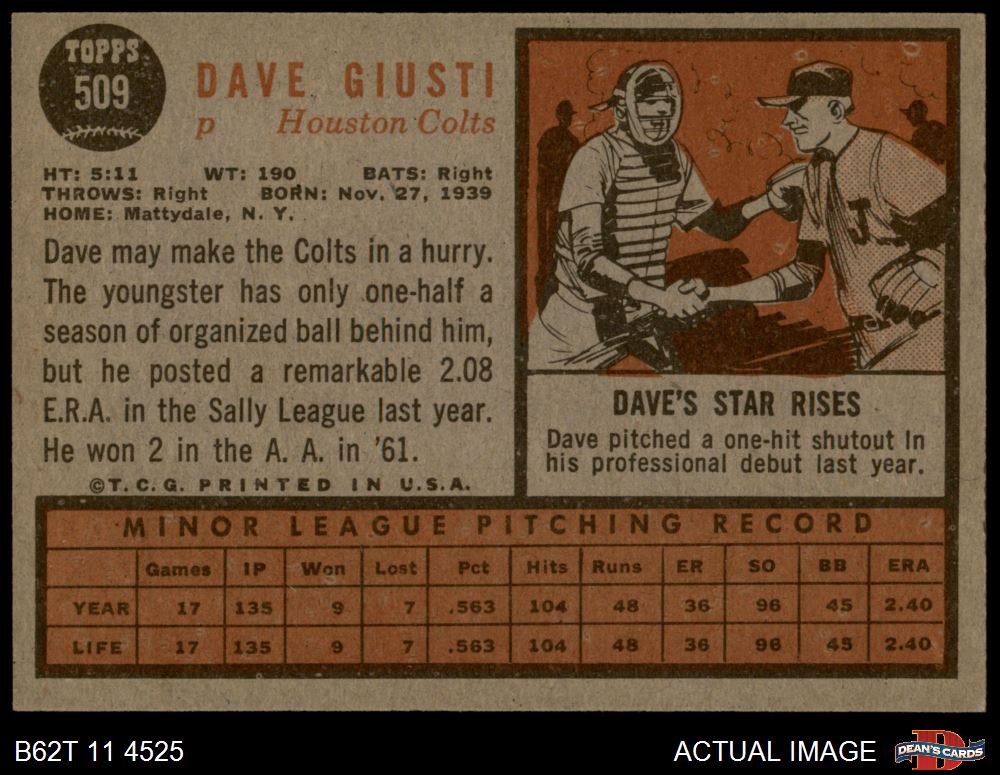 TOPPS
509
DAVE GIUSTI
p Houston Colts
HT: 5:11 WT: 190 BATS: Right
THROWS: Right BORN: Nov. 27, 1939
HOME: Mattydale, N. Y.
Dave may make the Colts in a hurry.
The youngster has only one-half a
season of organized ball behind him,
but he posted a remarkable 2.08
E.R.A. in the Sally League last year.
He won 2 in the A. A. in '61.
©T.C.G. PRINTED IN U.S.A.
J
DAVE'S STAR RISES
Dave pitched a one-hit shutout in
his professional debut last year.
MINOR LEAGUE PITCHING RECORD
Games IP Won Lost Pct Hits Runs ER SO BB ERA
YEAR 17 135 9 7 .563 104 48 36 96 45 2.40
LIFE 17 135 9 7 .563 104 48 36 96 45 2.40
B62T 11 4525 ACTUAL IMAGE D DEAN'S CARDS